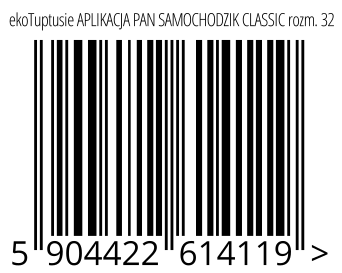 ekoTuptusie APLIKACJA PAN SAMOCHODZIK CLASSIC rozm. 32
5 904422 614119 >